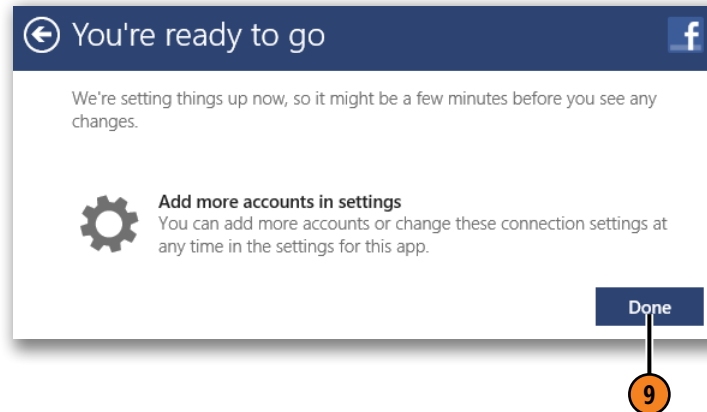 You're ready to go
f
We're setting things up now, so it might be a few minutes before you see any
changes.
Add more accounts in settings
You can add more accounts or change these connection settings at
any time in the settings for this app.
Done
9